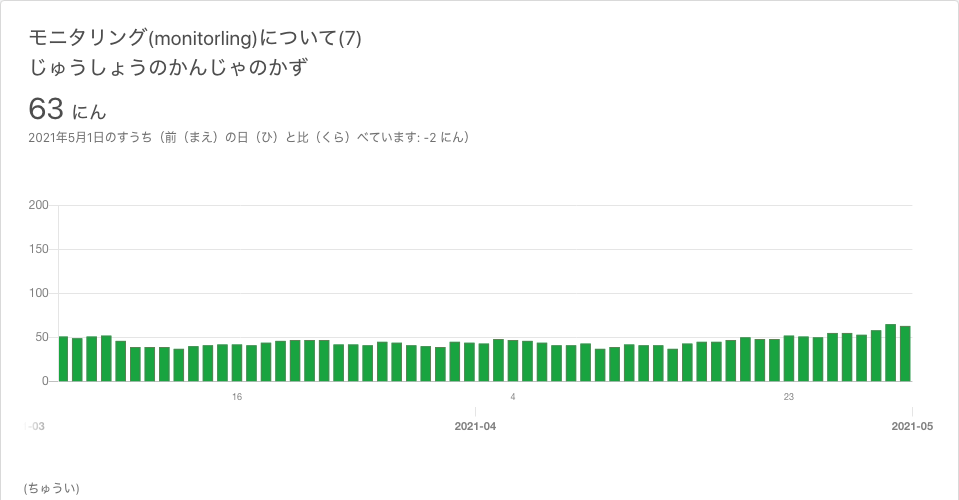 モニタリング(monitorling)について(7)
じゅうしょうのかんじゃのかず
63 にん
2021年5月1日のすうち（前（まえ）の日（ひ）と比（くら）べています: -2 にん）
200
150
100
50
0
16 4 23
-03 2021-04 2021-05
(ちゅうい)